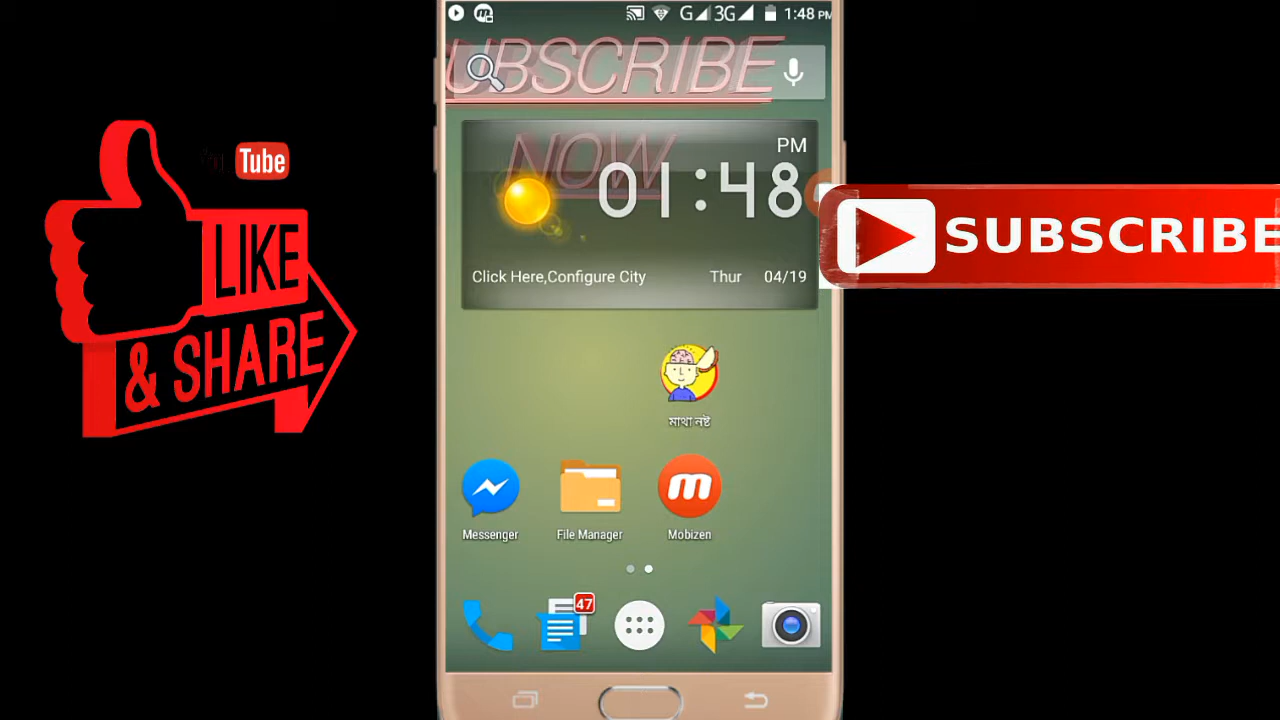 G 3G 1:48 PM
UBSCRIBE
NOW
PM
01:48
Click Here,Configure City Thur 04/19
মাথা নষ্ট
Messenger File Manager Mobizen
47
Tube
LIKE
& SHARE
SUBSCRIBE